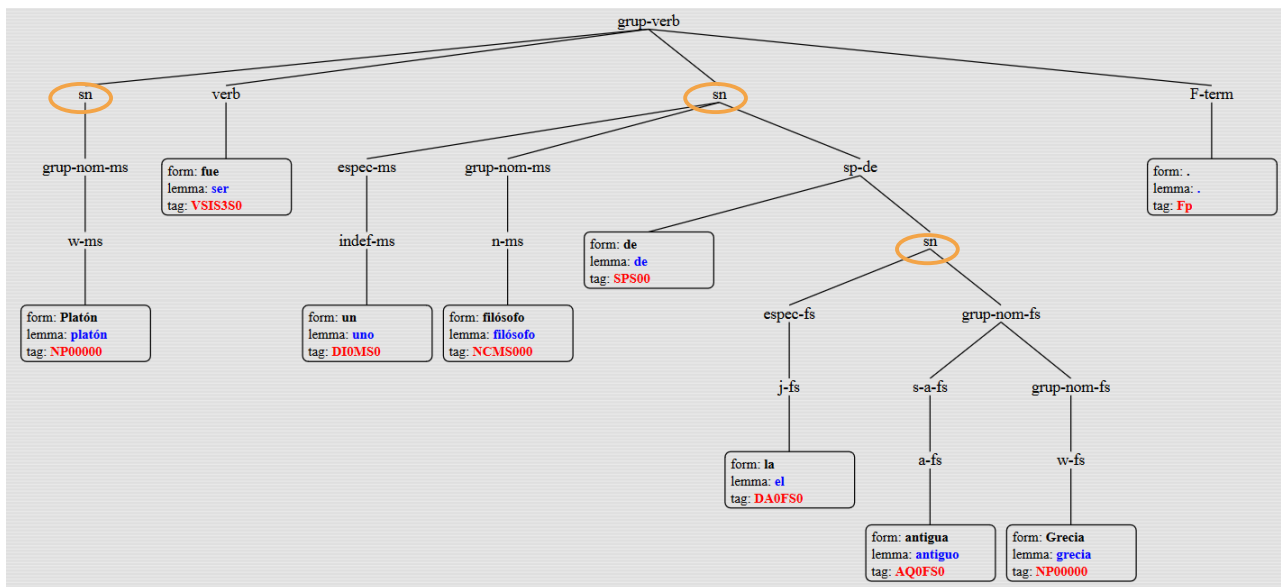 grup-verb
sn verb sn F-term
grup-nom-ms
form: fue
lemma: ser
tag: VSIS3S0
espec-ms grup-nom-ms sp-de
form: .
lemma: .
tag: Fp
w-ms indef-ms n-ms
form: de
lemma: de
tag: SPS00
sn
form: Platón
lemma: platón
tag: NP00000
form: un
lemma: uno
tag: DI0MS0
form: filósofo
lemma: filósofo
tag: NCMS000
espec-fs grup-nom-fs
j-fs s-a-fs grup-nom-fs
form: la
lemma: el
tag: DA0FS0
a-fs w-fs
form: antigua
lemma: antiguo
tag: AQ0FS0
form: Grecia
lemma: grecia
tag: NP00000